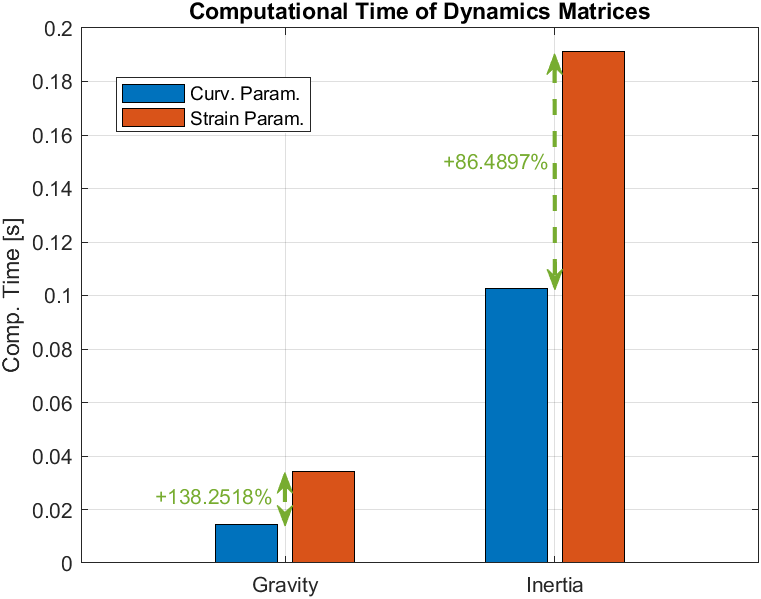 Computational Time of Dynamics Matrices
0.2
0.18
0.16
0.14
0.12
0.1
0.08
0.06
0.04
0.02
0
Comp. Time [s]
Curv. Param.
Strain Param.
+86.4897%
+138.2518%
Gravity
Inertia